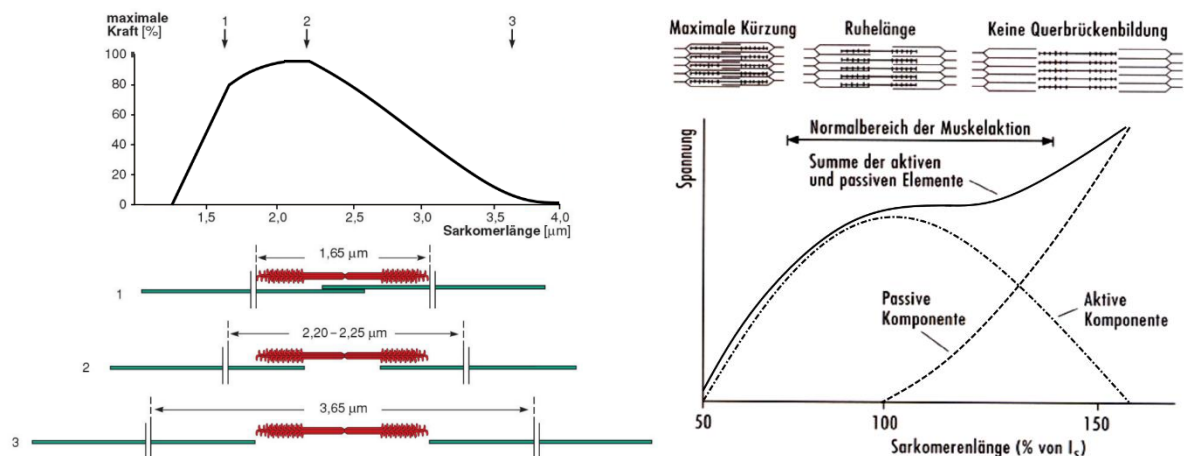 maximale
Kraft [%]
1
2
3
100
80
60
40
20
0
1,5
2,0
2,5
3,0
3,5
4,0
Sarkomerlänge [µm]
1,65 µm
1
2,20 – 2,25 µm
2
3,65 µm
3
Maximale Kürzung
Ruhelänge
Keine Querbrückenbildung
Normalbereich der Muskelaktion
Spannung
Summe der aktiven
und passiven Elemente
Passive
Komponente
Aktive
Komponente
50
100
150
Sarkomerenlänge (% von Is)